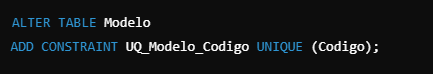 ALTER TABLE Modelo
ADD CONSTRAINT UQ_Modelo_Codigo UNIQUE (Codigo);